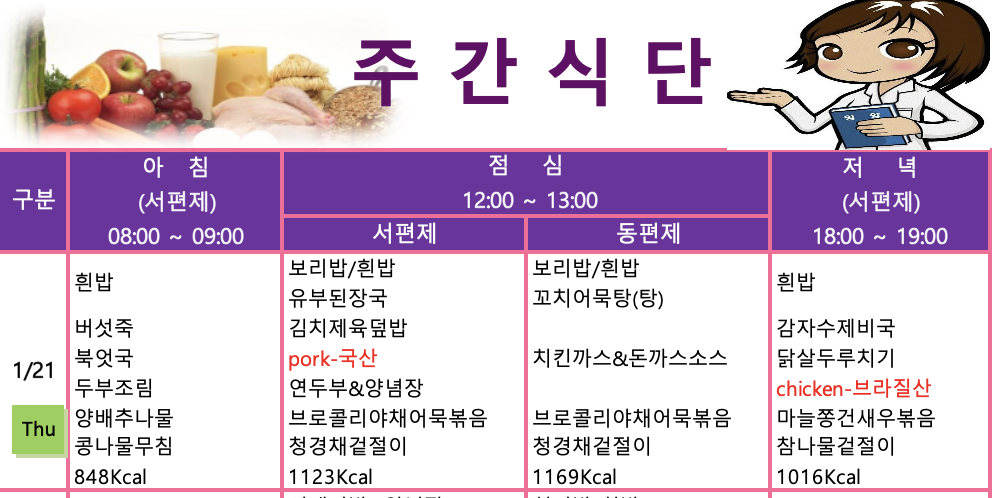 주간식단
구분
아 침
(서편제)
08:00 ~ 09:00
점 심
12:00 ~ 13:00
서편제
동편제
저 녁
(서편제)
18:00 ~ 19:00
1/21
Thu
흰밥
버섯죽
북엇국
두부조림
양배추나물
콩나물무침
848Kcal
보리밥/흰밥
유부된장국
김치제육덮밥
pork-국산
연두부&양념장
브로콜리야채어묵볶음
청경채겉절이
1123Kcal
보리밥/흰밥
꼬치어묵탕(탕)
치킨까스&돈까스소스
브로콜리야채어묵볶음
청경채겉절이
1169Kcal
흰밥
감자수제비국
닭살두루치기
chicken-브라질산
마늘쫑건새우볶음
참나물겉절이
1016Kcal